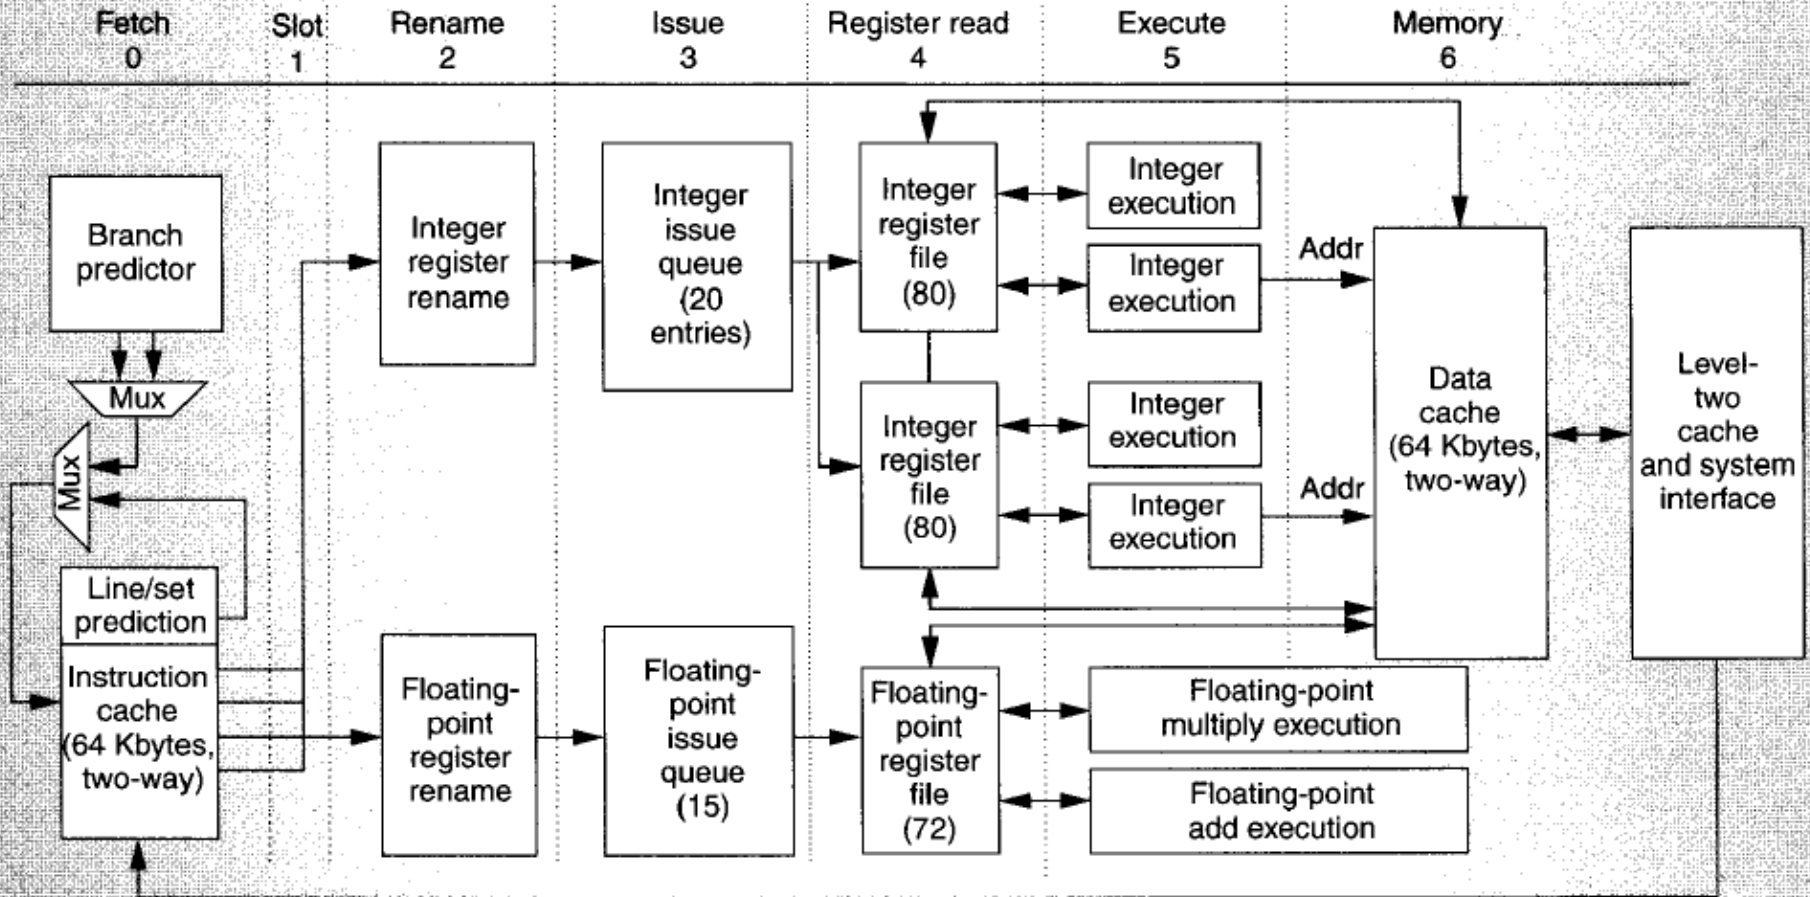 Fetch
0
Slot
1
Rename
2
Issue
3
Register read
4
Execute
5
Memory
6
Branch
predictor
Mux
Mux
Line/set
prediction
Instruction
cache
(64 Kbytes,
two-way)
Integer
register
rename
Floating-
point
register
rename
Integer
issue
queue
(20
entries)
Floating-
point
issue
queue
(15)
Integer
register
file
(80)
Integer
register
file
(80)
Floating-
point
register
file
(72)
Integer
execution
Integer
execution
Integer
execution
Integer
execution
Floating-point
multiply execution
Floating-point
add execution
Addr
Addr
Data
cache
(64 Kbytes,
two-way)
Level-
two
cache
and system
interface